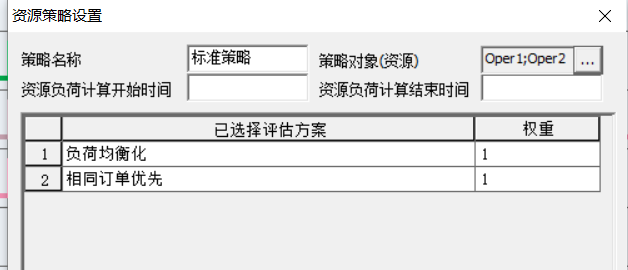 资源策略设置
策略名称 标准策略 策略对象(资源) Oper1;Oper2 ...
资源负荷计算开始时间 资源负荷计算结束时间
已选择评估方案 权重
1 负荷均衡化 1
2 相同订单优先 1